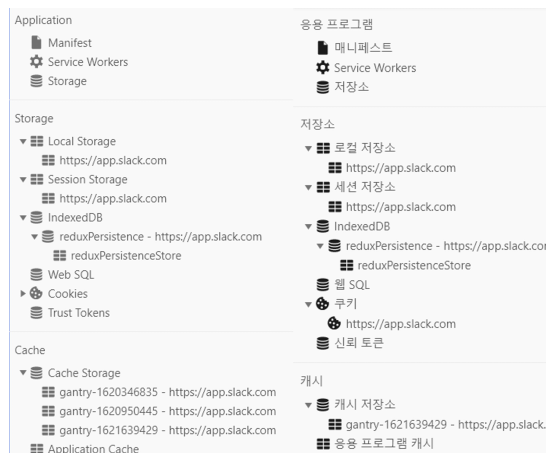 Application
Manifest
Service Workers
Storage
Storage
Local Storage
https://app.slack.com
Session Storage
https://app.slack.com
IndexedDB
reduxPersistence - https://app.slack.com
reduxPersistenceStore
Web SQL
Cookies
Trust Tokens
Cache
Cache Storage
gantry-1620346835 - https://app.slack.com
gantry-1620950445 - https://app.slack.com
gantry-1621639429 - https://app.slack.com
Application Cache
응용 프로그램
매니페스트
Service Workers
저장소
저장소
로컬 저장소
https://app.slack.com
세션 저장소
https://app.slack.com
IndexedDB
reduxPersistence - https://app.slack.co
reduxPersistenceStore
웹 SQL
쿠키
https://app.slack.com
신뢰 토큰
캐시
캐시 저장소
gantry-1621639429 - https://app.slack.
응용 프로그램 캐시